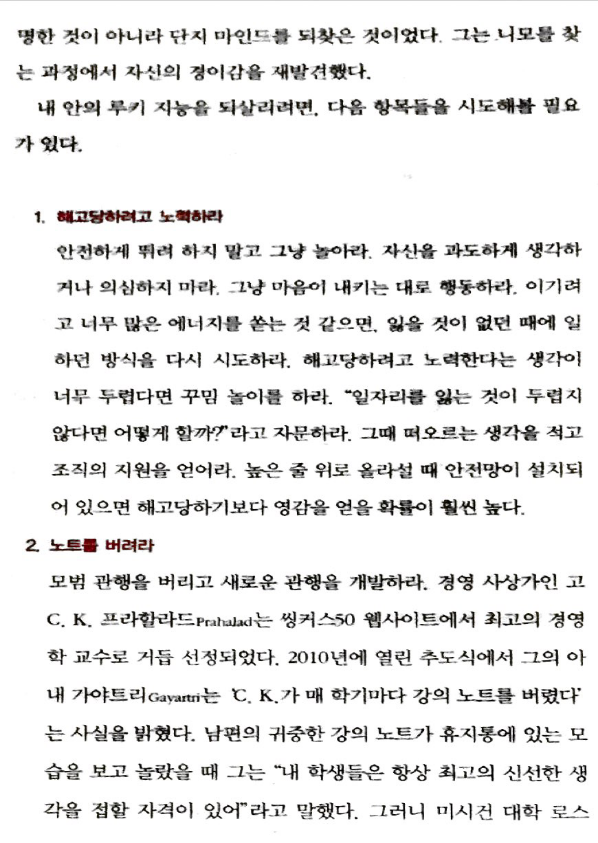 명한 것이 아니라 단지 마인드를 되찾은 것이었다. 그는 니모를 찾
는 과정에서 자신의 경이감을 재발견했다.
내 안의 루키 지능을 되살리려면, 다음 항목들을 시도해볼 필요
가 있다.
1. 해고당하려고 노력하라
안전하게 뛰려 하지 말고 그냥 놀아라. 자신을 과도하게 생각하
거나 의심하지 마라. 그냥 마음이 내키는 대로 행동하라. 이기려
고 너무 많은 에너지를 쏟는 것 같으면, 잃을 것이 없던 때에 일
하던 방식을 다시 시도하라. 해고당하려고 노력한다는 생각이
너무 두렵다면 꾸밈 놀이를 하라. “일자리를 잃는 것이 두렵지
않다면 어떻게 할까?”라고 자문하라. 그때 떠오르는 생각을 적고
조직의 지원을 얻어라. 높은 줄 위로 올라설 때 안전망이 설치되
어 있으면 해고당하기보다 영감을 얻을 확률이 훨씬 높다.
2. 노트를 버려라
모범 관행을 버리고 새로운 관행을 개발하라. 경영 사상가인 고
C. K. 프라할라드Prahalad는 씽커스50 웹사이트에서 최고의 경영
학 교수로 거듭 선정되었다. 2010년에 열린 추도식에서 그의 아
내 가야트리Gayartri는 ‘C. K.가 매 학기마다 강의 노트를 버렸다’
는 사실을 밝혔다. 남편의 귀중한 강의 노트가 휴지통에 있는 모
습을 보고 놀랐을 때 그는 “내 학생들은 항상 최고의 신선한 생
각을 접할 자격이 있어”라고 말했다. 그러니 미시건 대학 로스